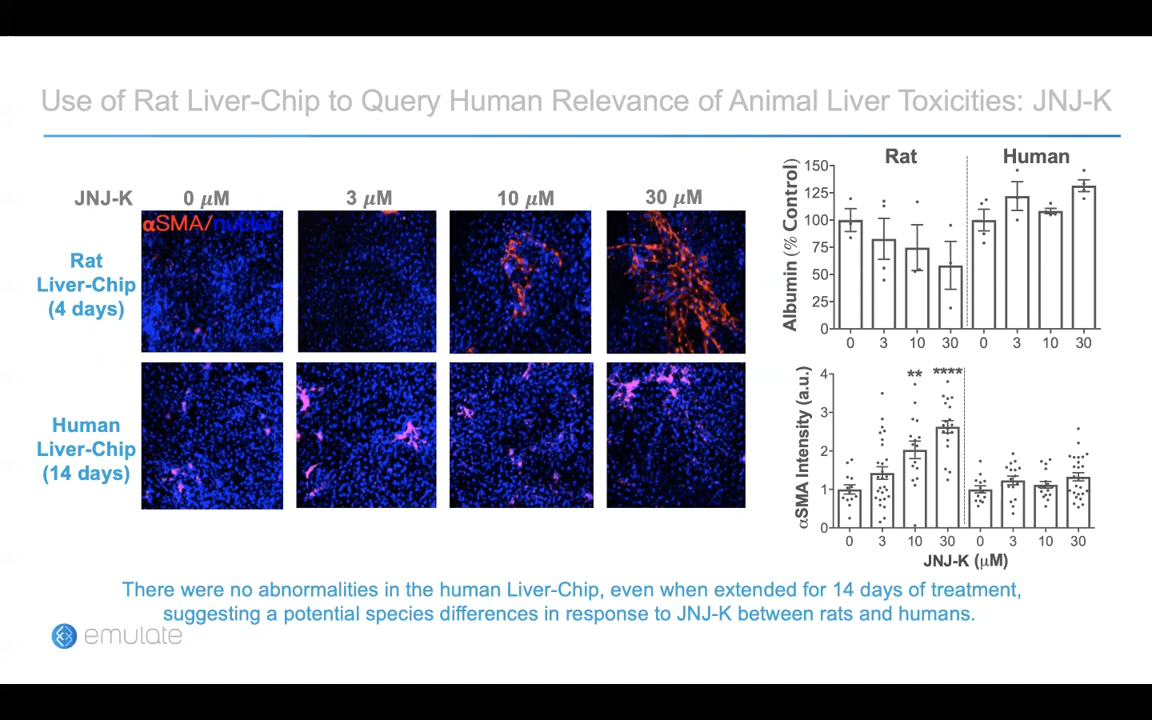 Use of Rat Liver-Chip to Query Human Relevance of Animal Liver Toxicities: JNJ-K
JNJ-K 0 μM 3 μM 10 μM 30 μM
αSMA/nuclei
Rat
Liver-Chip
(4 days)
Human
Liver-Chip
(14 days)
Rat Human
Albumin (% Control)
150
125
100
75
50
25
0
0 3 10 30 0 3 10 30
αSMA Intensity (a.u.)
4
3
2
1
0
** ****
0 3 10 30 0 3 10 30
JNJ-K (μM)
There were no abnormalities in the human Liver-Chip, even when extended for 14 days of treatment,
suggesting a potential species differences in response to JNJ-K between rats and humans.
emulate